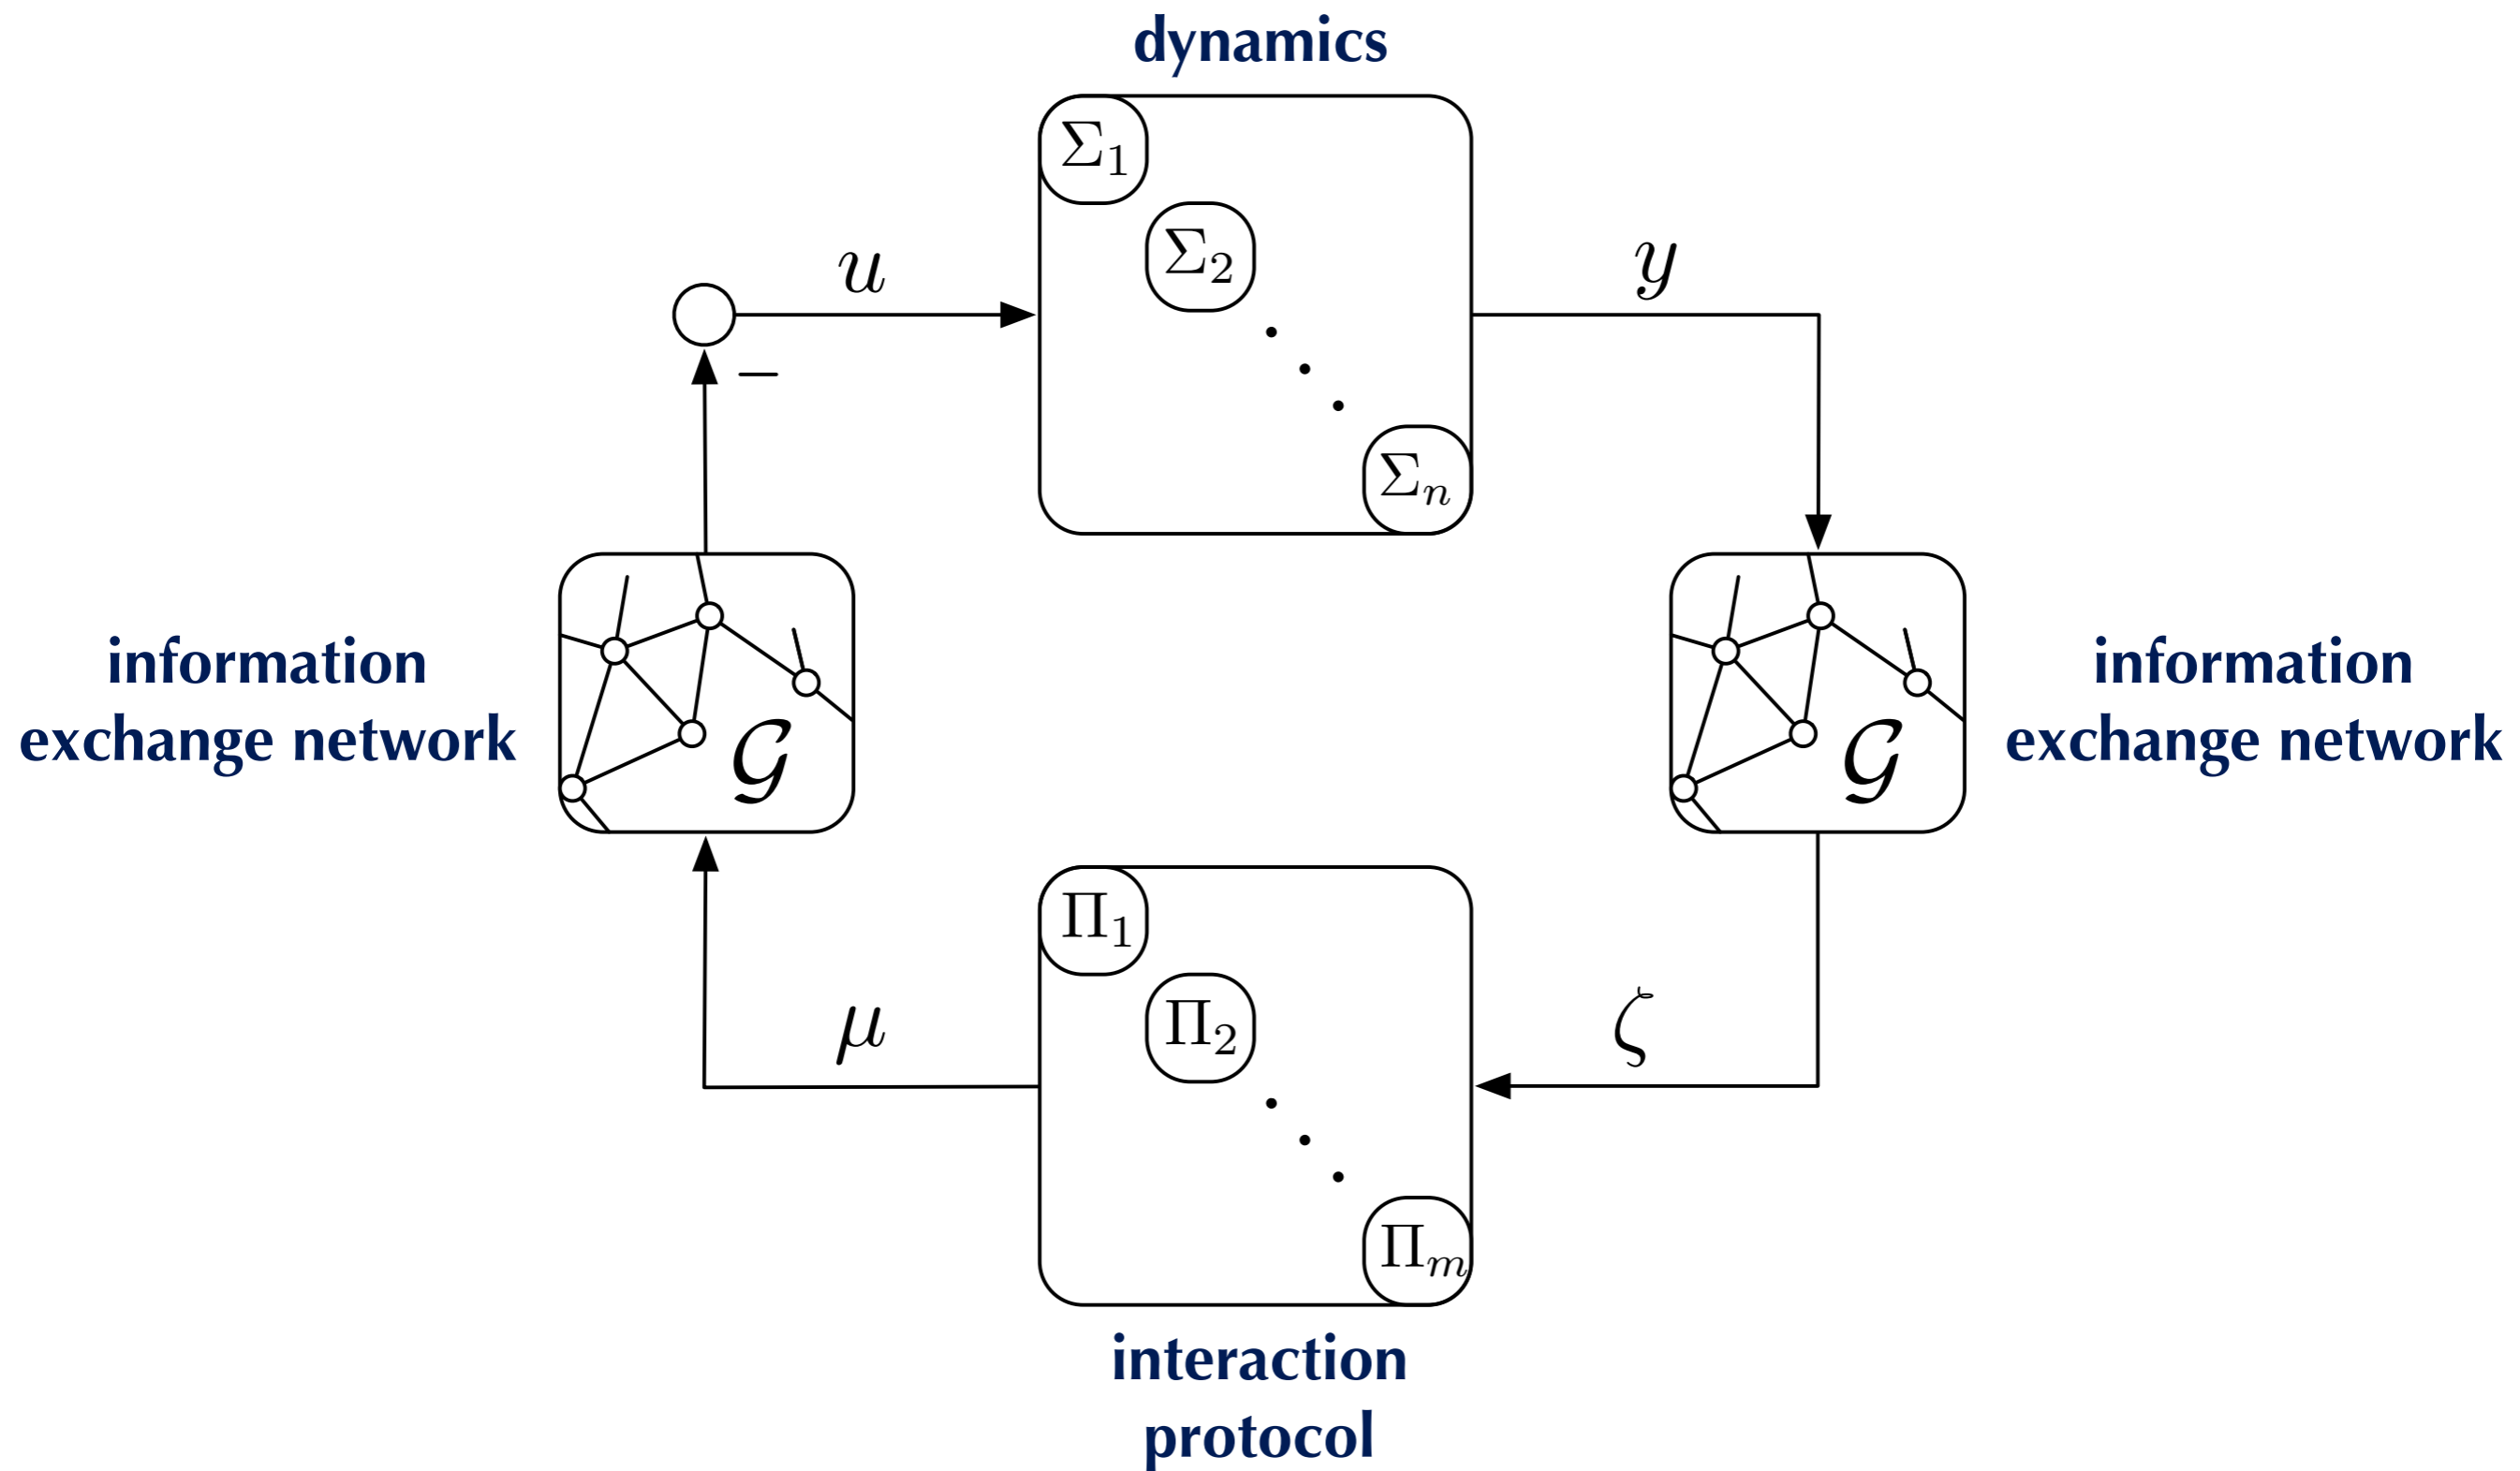 dynamics
Σ₁
Σ₂
Σₙ
u
y
−
information
exchange network
𝒢
𝒢
information
exchange network
Π₁
Π₂
Πₘ
μ
ζ
interaction
protocol